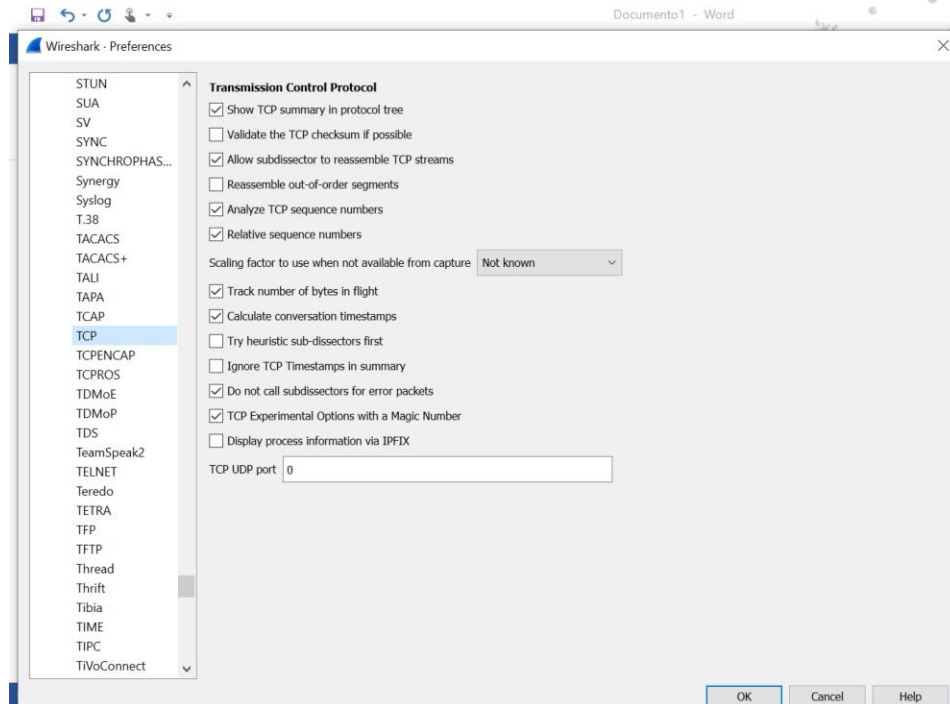 Documento1 - Word
Wireshark · Preferences
STUN
SUA
SV
SYNC
SYNCHROPHAS...
Synergy
Syslog
T.38
TACACS
TACACS+
TALI
TAPA
TCAP
TCP
TCPENCAP
TCPROS
TDMoE
TDMoP
TDS
TeamSpeak2
TELNET
Teredo
TETRA
TFP
TFTP
Thread
Thrift
Tibia
TIME
TIPC
TiVoConnect
Transmission Control Protocol
Show TCP summary in protocol tree
Validate the TCP checksum if possible
Allow subdissector to reassemble TCP streams
Reassemble out-of-order segments
Analyze TCP sequence numbers
Relative sequence numbers
Scaling factor to use when not available from capture Not known
Track number of bytes in flight
Calculate conversation timestamps
Try heuristic sub-dissectors first
Ignore TCP Timestamps in summary
Do not call subdissectors for error packets
TCP Experimental Options with a Magic Number
Display process information via IPFIX
TCP UDP port 0
OK Cancel Help